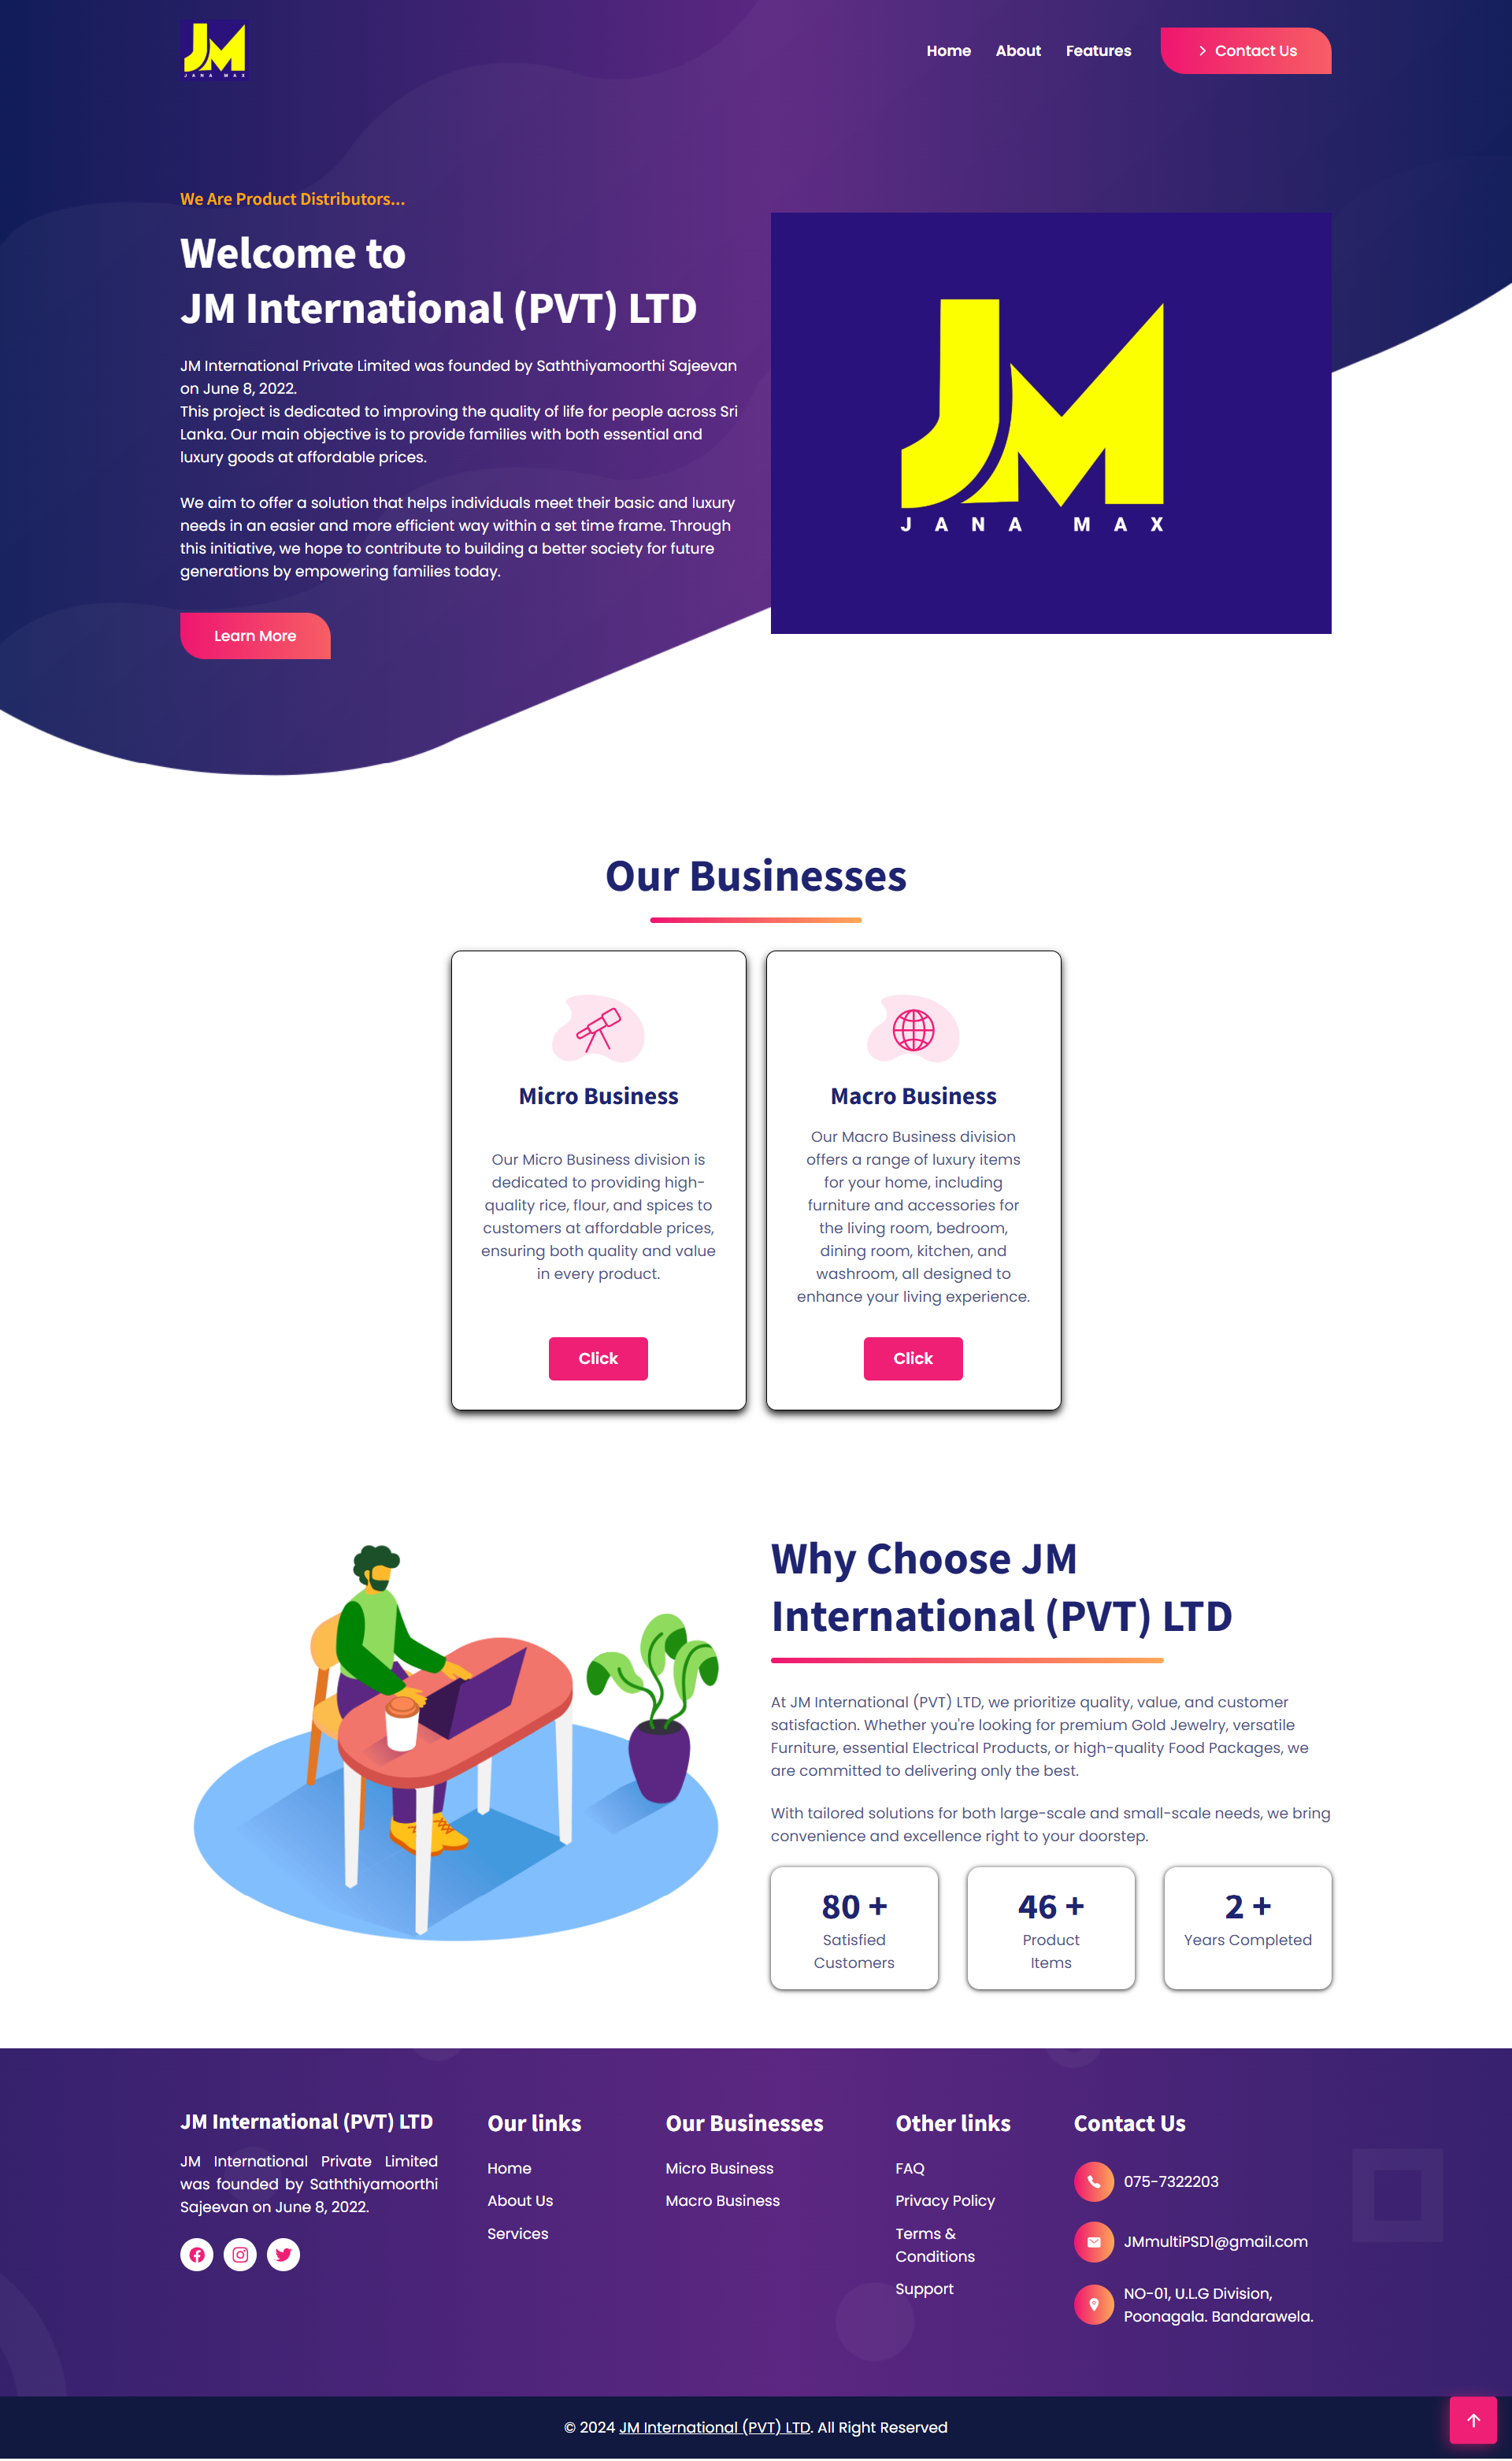 JM
JANA MAX
Home
About
Features
Contact Us
We Are Product Distributors...
Welcome to
JM International (PVT) LTD
JM International Private Limited was founded by Saththiyamoorthi Sajeevan
on June 8, 2022.
This project is dedicated to improving the quality of life for people across Sri
Lanka. Our main objective is to provide families with both essential and
luxury goods at affordable prices.
We aim to offer a solution that helps individuals meet their basic and luxury
needs in an easier and more efficient way within a set time frame. Through
this initiative, we hope to contribute to building a better society for future
generations by empowering families today.
Learn More
JM
JANA MAX
Our Businesses
Micro Business
Our Micro Business division is
dedicated to providing high-
quality rice, flour, and spices to
customers at affordable prices,
ensuring both quality and value
in every product.
Click
Macro Business
Our Macro Business division
offers a range of luxury items
for your home, including
furniture and accessories for
the living room, bedroom,
dining room, kitchen, and
washroom, all designed to
enhance your living experience.
Click
Why Choose JM
International (PVT) LTD
At JM International (PVT) LTD, we prioritize quality, value, and customer
satisfaction. Whether you're looking for premium Gold Jewelry, versatile
Furniture, essential Electrical Products, or high-quality Food Packages, we
are committed to delivering only the best.
With tailored solutions for both large-scale and small-scale needs, we bring
convenience and excellence right to your doorstep.
80 +
Satisfied
Customers
46 +
Product
Items
2 +
Years Completed
JM International (PVT) LTD
JM International Private Limited
was founded by Saththiyamoorthi
Sajeevan on June 8, 2022.
Our links
Home
About Us
Services
Our Businesses
Micro Business
Macro Business
Other links
FAQ
Privacy Policy
Terms &
Conditions
Support
Contact Us
075-7322203
JMmultiPSD1@gmail.com
NO-01, U.L.G Division,
Poonagala. Bandarawela.
© 2024 JM International (PVT) LTD. All Right Reserved